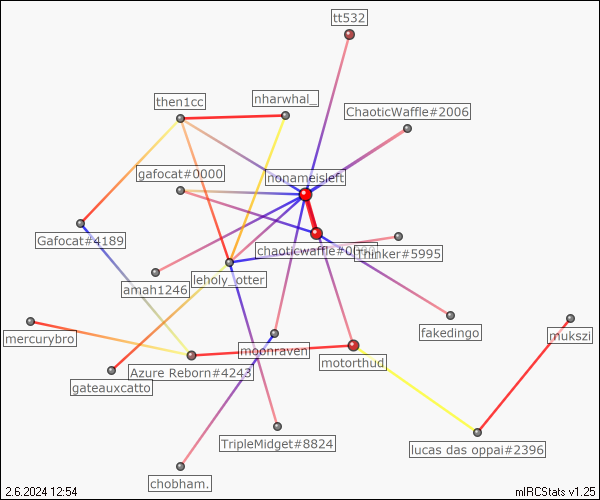 tt532
then1cc
nharwhal_
ChaoticWaffle#2006
gafocat#0000
nonameisleft
Gafocat#4189
chaoticwaffle#0
Thinker#5995
amah1246
leholy_otter
mercurybro
moonraven
fakedingo
mukszi
gateauxcatto
Azure Reborn#4243
motorthud
TripleMidget#8824
lucas das oppai#2396
chobham.
2.6.2024 12:54
mIRCStats v1.25